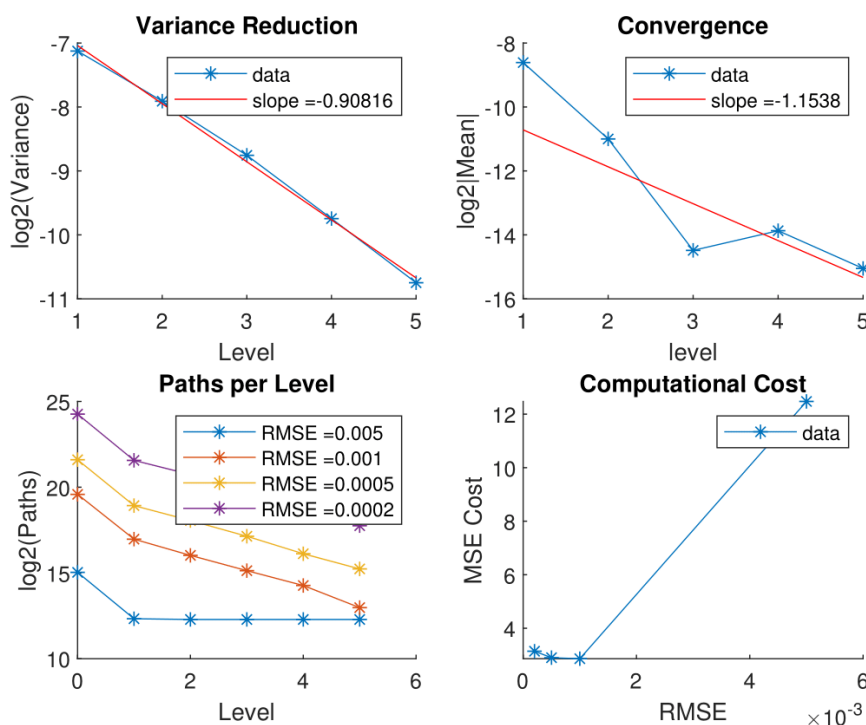 Variance Reduction
-7
-8
-9
-10
-11
log2(Variance)
data
slope =-0.90816
1 2 3 4 5
Level
Convergence
-8
-10
-12
-14
-16
log2|Mean|
data
slope =-1.1538
1 2 3 4 5
level
Paths per Level
25
20
15
10
log2(Paths)
RMSE =0.005
RMSE =0.001
RMSE =0.0005
RMSE =0.0002
0 2 4 6
Level
Computational Cost
12
10
8
6
4
MSE Cost
data
0 2 4 6
RMSE
×10-3